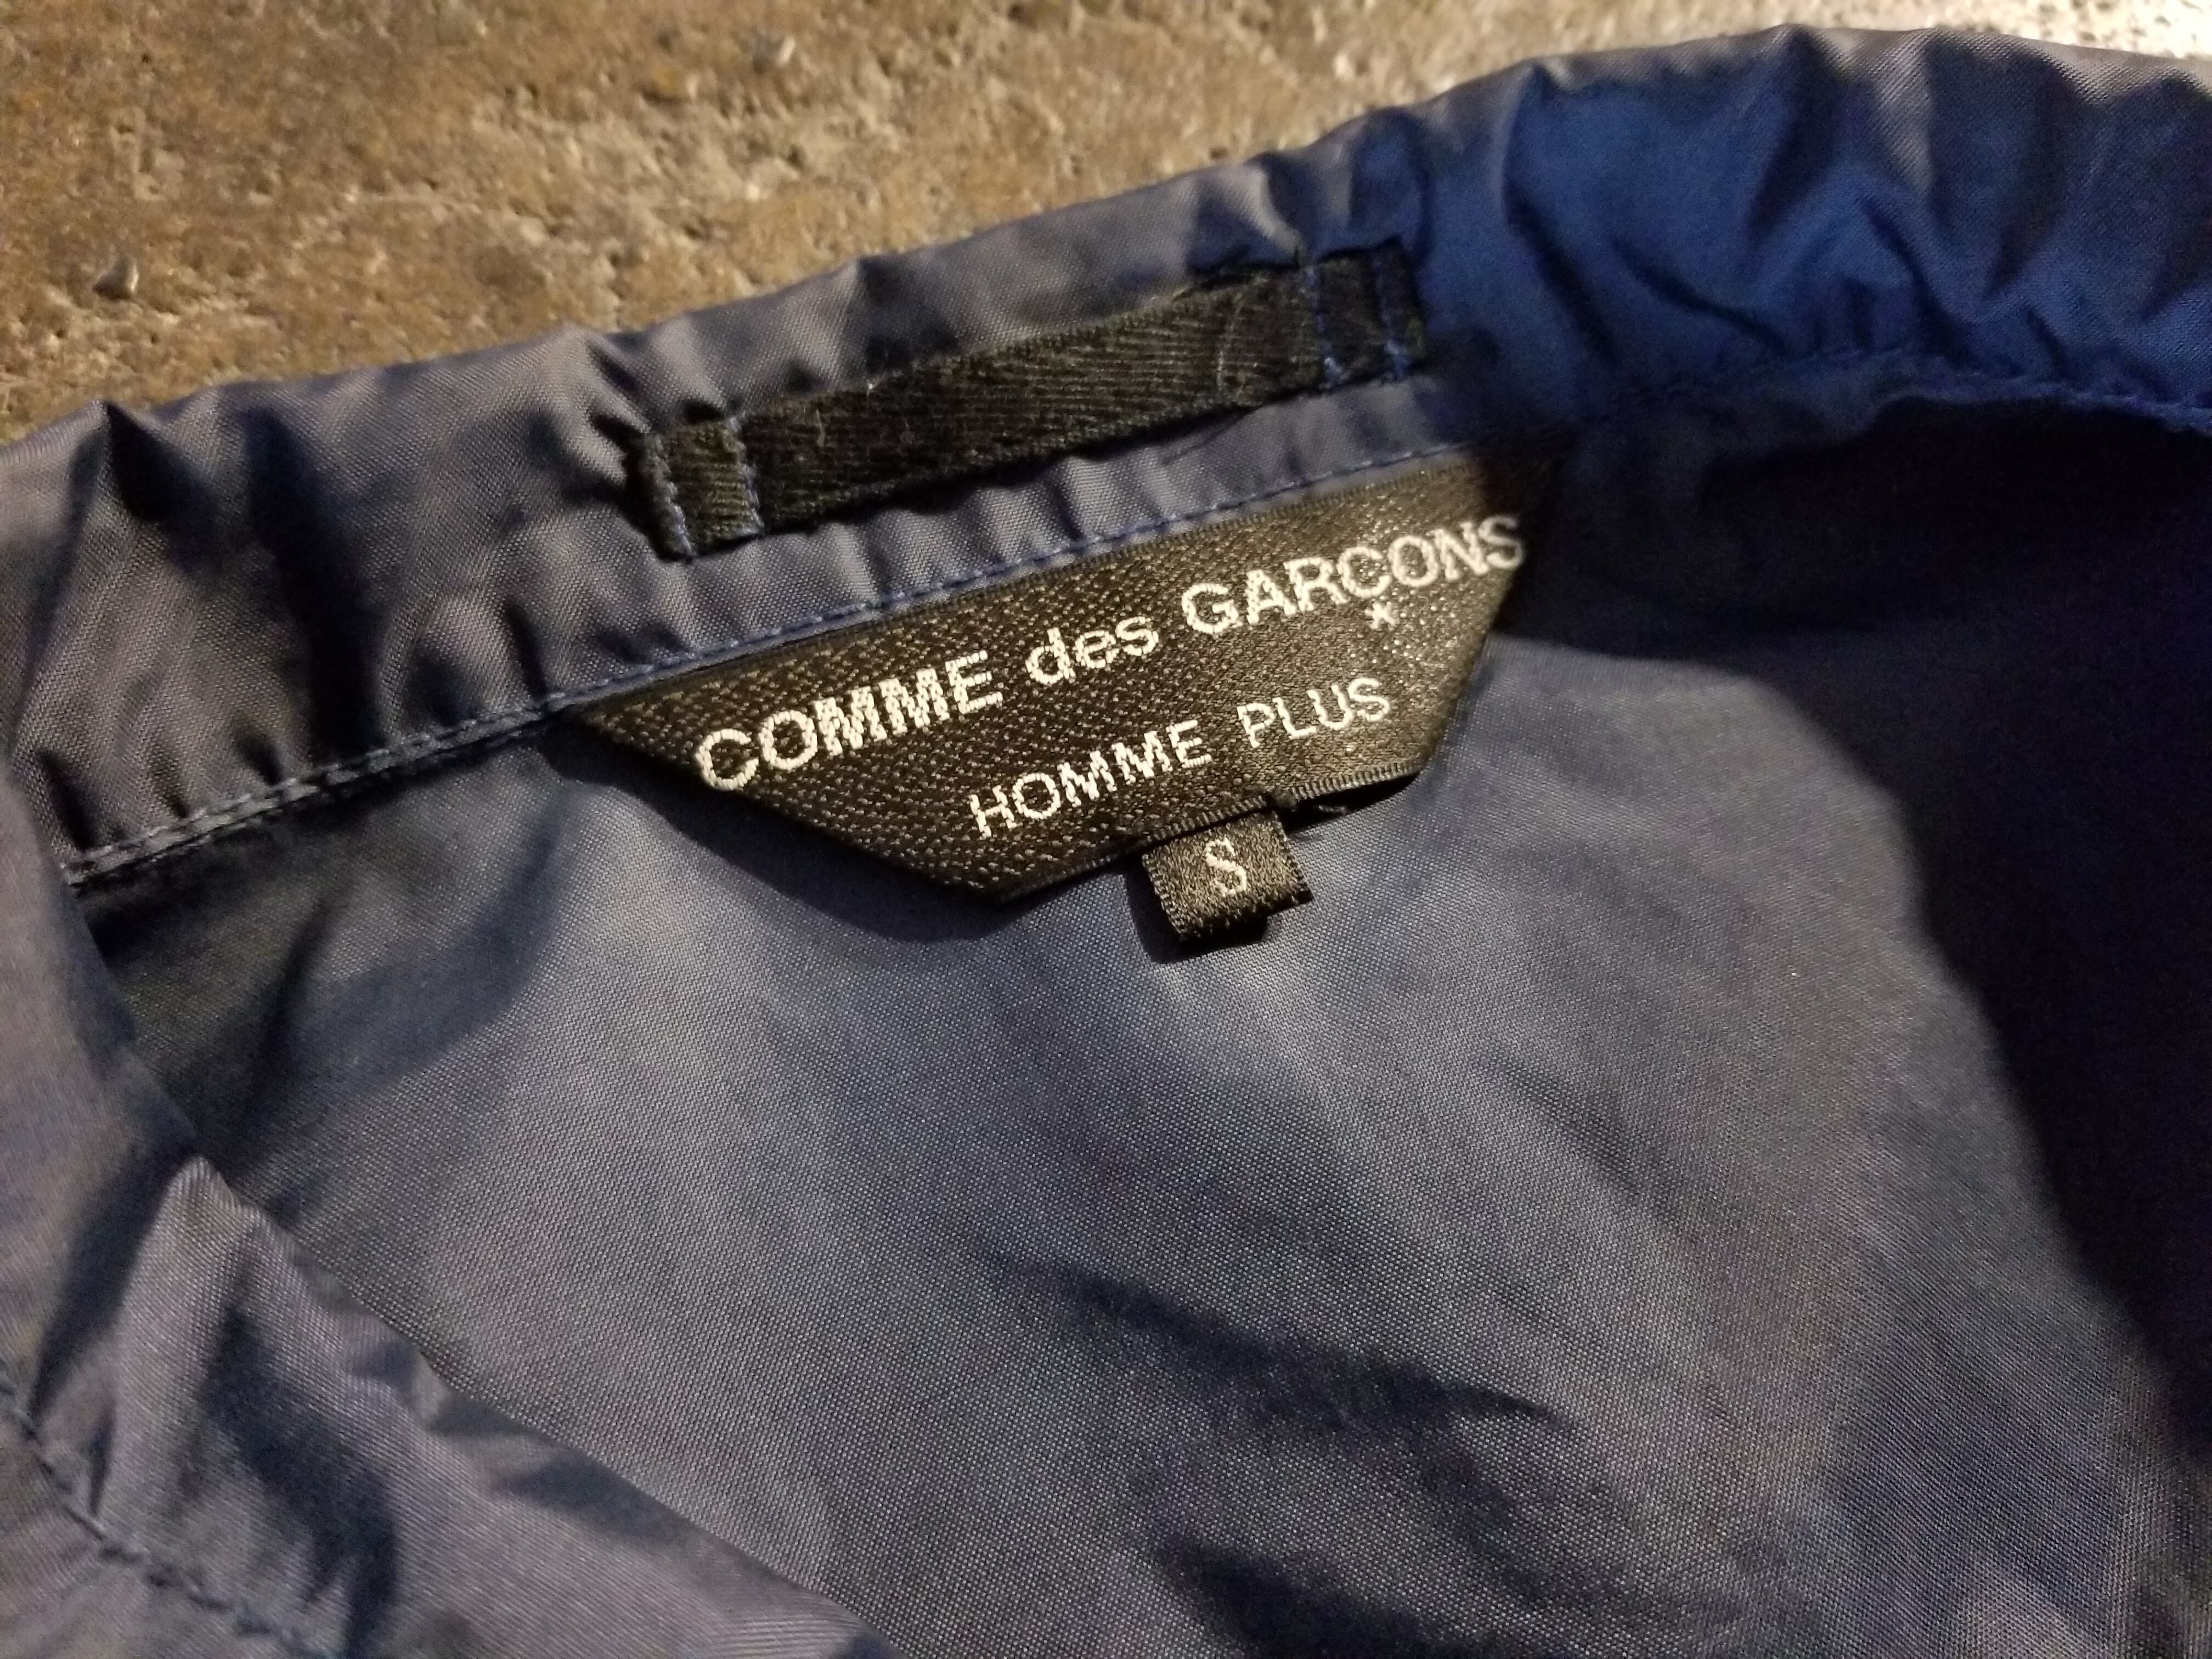 COMME des GARCONS
*
HOMME PLUS
S